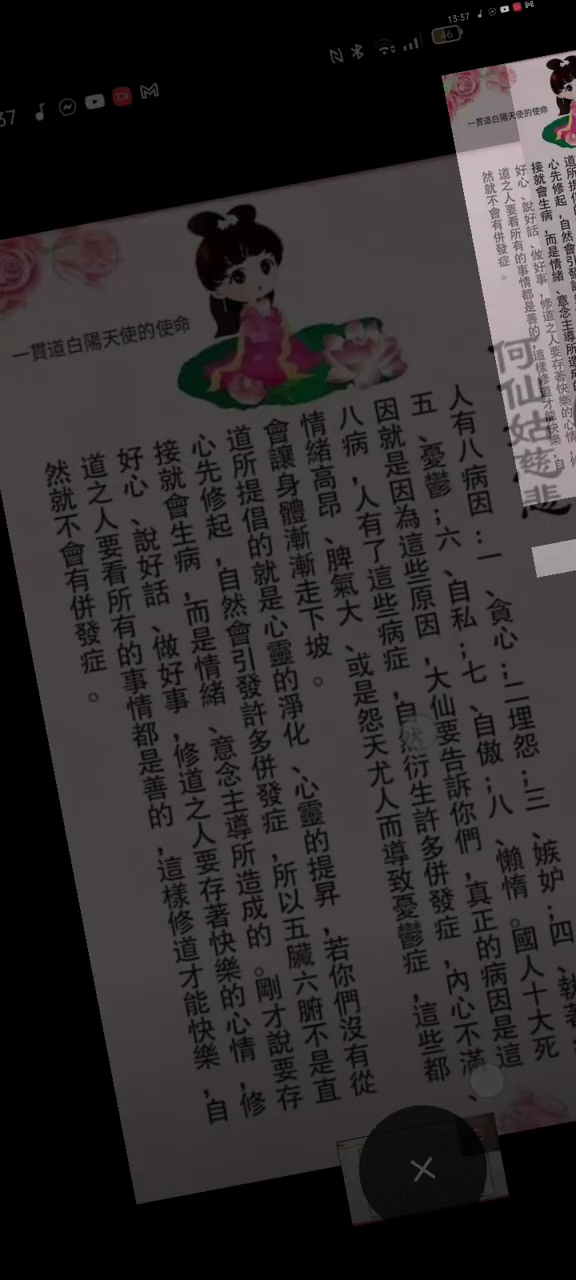 13:37
46
一貫道白陽天使的使命
何仙姑慈悲
人有八病因:一、貪心;二埋怨;三、嫉妒;四、執著;
五、憂鬱;六、自私;七、自傲;八、懶惰。國人十大死
因就是因為這些原因,大仙要告訴你們,真正的病因是這
八病,人有了這些病症,自然衍生許多併發症,內心不滿、
情緒高昂、脾氣大、或是怨天尤人而導致憂鬱症,這些都
會讓身體漸漸走下坡。
道所提倡的就是心靈的淨化、心靈的提昇,若你們沒有從
心先修起,自然會引發許多併發症,所以五臟六腑不是直
接就會生病,而是情緒、意念主導所造成的。剛才說要存
好心、說好話、做好事,修道之人要存著快樂的心情,修
道之人要看所有的事情都是善的,這樣修道才能快樂,自
然就不會有併發症。